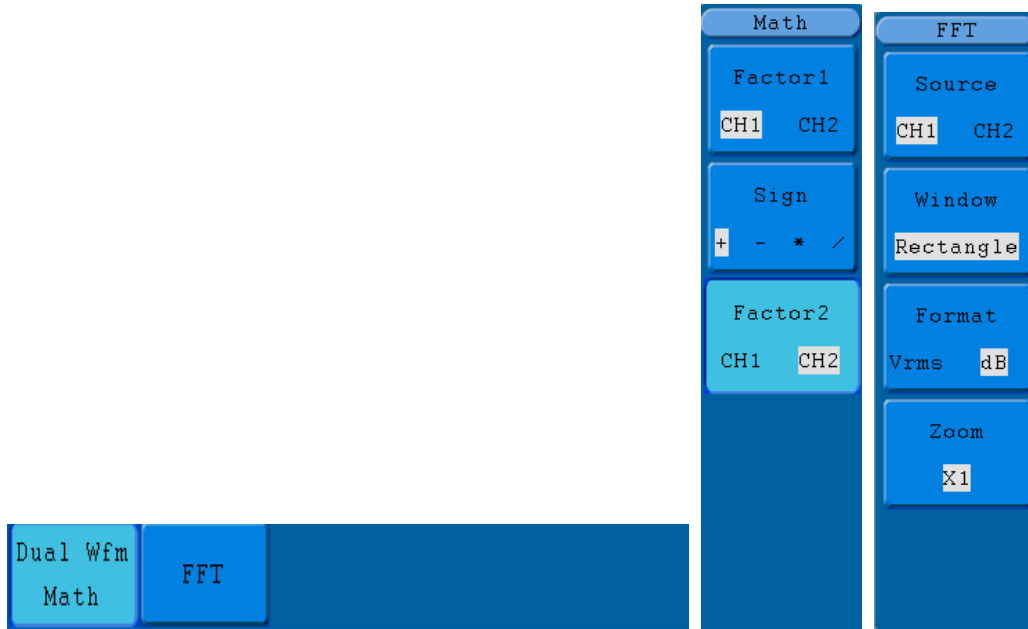 Math
Factor1
CH1 CH2
Sign
+ - * /
Factor2
CH1 CH2
FFT
Source
CH1 CH2
Window
Rectangle
Format
Vrms dB
Zoom
X1
Dual Wfm
Math
FFT